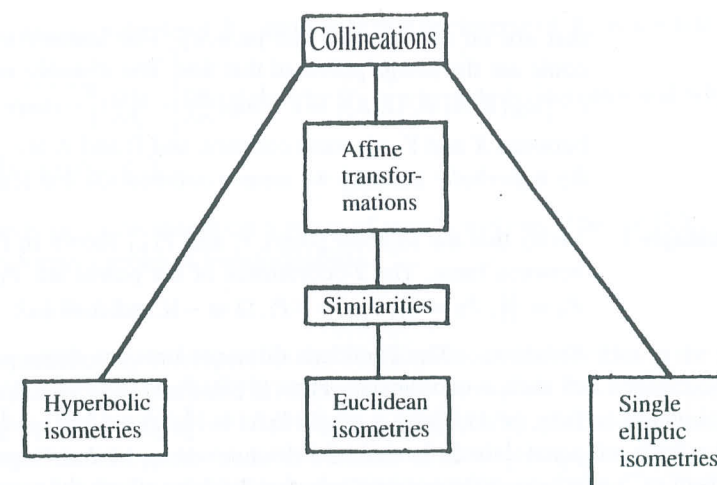 Collineations
Affine
transfor-
mations
Similarities
Hyperbolic
isometries
Euclidean
isometries
Single
elliptic
isometries